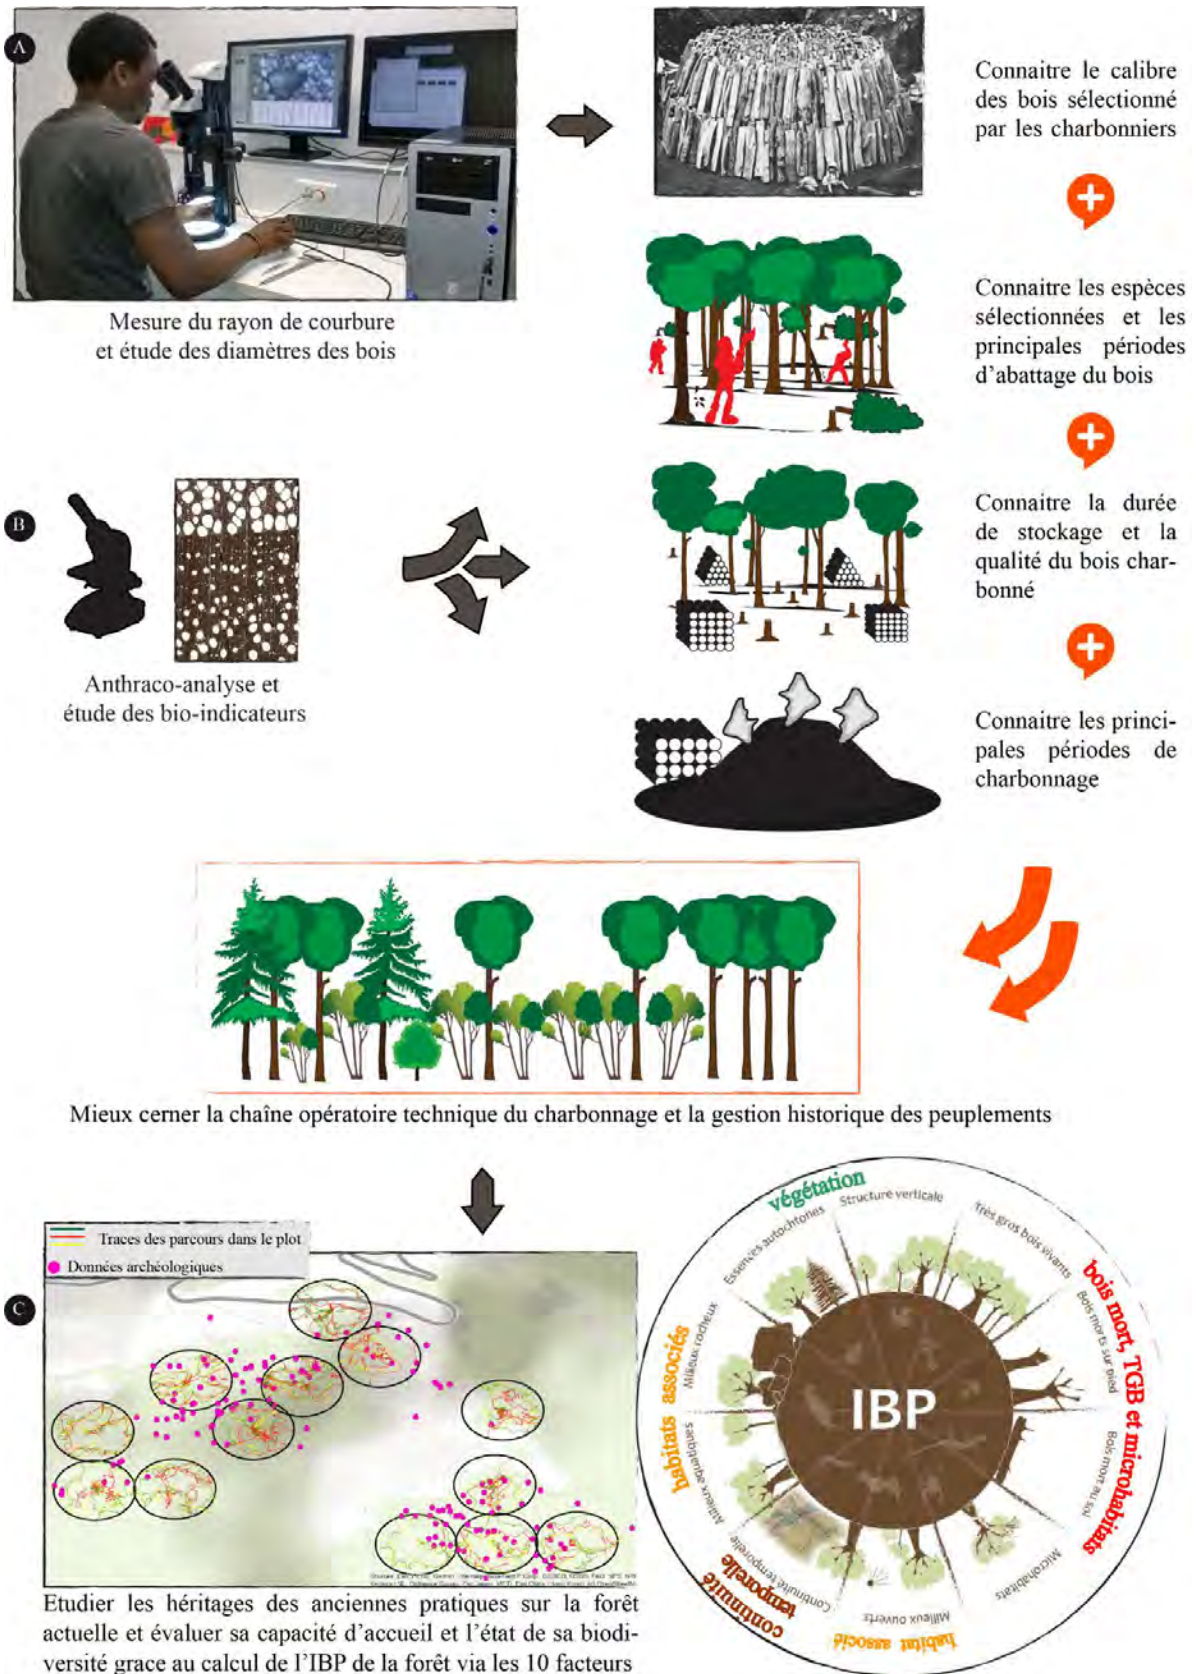 A
Mesure du rayon de courbure
et étude des diamètres des bois
Connaitre le calibre
des bois sélectionné
par les charbonniers
Connaitre les espèces
sélectionnées et les
principales périodes
d'abattage du bois
B
Anthraco-analyse et
étude des bio-indicateurs
Connaitre la durée
de stockage et la
qualité du bois char-
bonné
Connaitre les princi-
pales périodes de
charbonnage
Mieux cerner la chaîne opératoire technique du charbonnage et la gestion historique des peuplements
C
Traces des parcours dans le plot
Données archéologiques
Etudier les héritages des anciennes pratiques sur la forêt
actuelle et évaluer sa capacité d'accueil et l'état de sa biodi-
versité grace au calcul de l'IBP de la forêt via les 10 facteurs
IBP
végétation
Essences autochtones
Structure verticale
Très gros bois vivants
bois mort, TGB et microhabitats
Bois morts sur pied
Bois mort au sol
Microhabitats
habitat associé
Milieux ouverts
continuité
temporelle
Continuité temporelle
habitats associés
Milieux aquatiques
Milieux rocheux